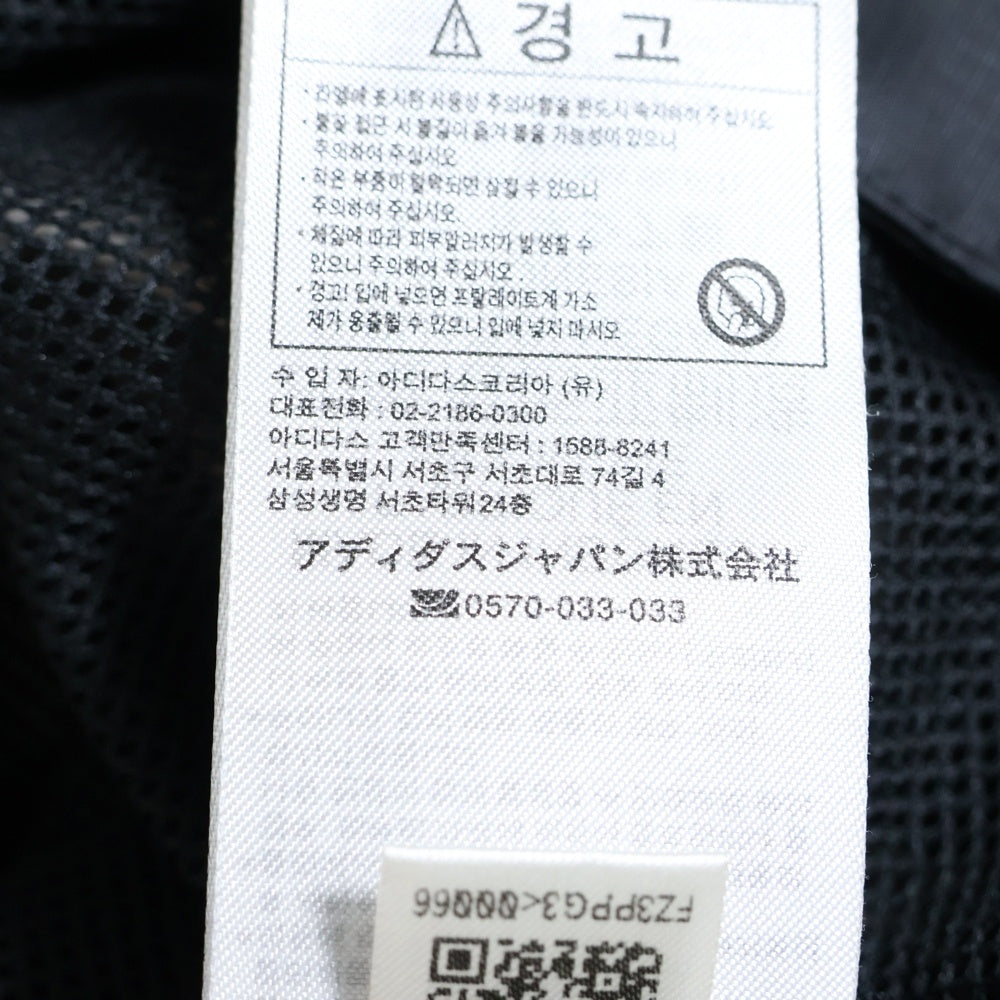 경 고
· 라벨에 표시된 사용상 주의사항을 반드시 숙지하여 주십시오.
· 불꽃 접근 시 불길이 옮겨 붙을 가능성이 있으니
주의하여 주십시오
· 작은 부품이 탈락되면 삼킬 수 있으니
주의하여 주십시오.
· 체질에 따라 피부알러지가 발생할 수
있으니 주의하여 주십시오.
· 경고! 입에 넣으면 프탈레이트계 가소
제가 용출될 수 있으니 입에 넣지 마시오
수 입 자: 아디다스코리아 (유)
대표전화 : 02-2186-0300
아디다스 고객만족센터 : 1588-8241
서울특별시 서초구 서초대로 74길 4
삼성생명 서초타워24층
アディダスジャパン株式会社
0570-033-033
FZ3PPG3<00066